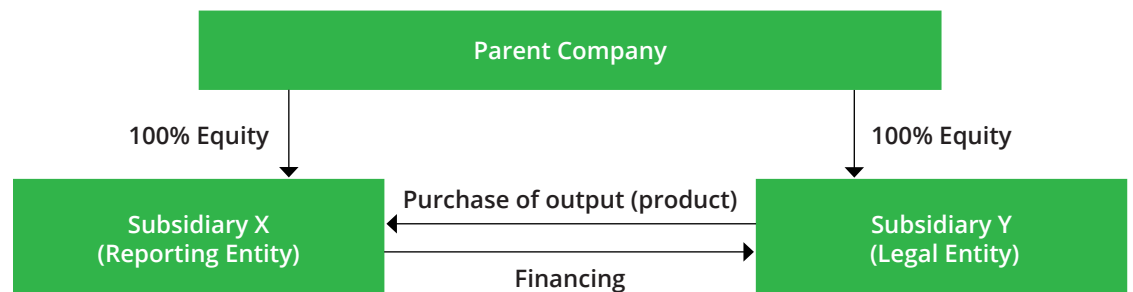 Parent Company
100% Equity
100% Equity
Subsidiary X
(Reporting Entity)
Purchase of output (product)
Financing
Subsidiary Y
(Legal Entity)